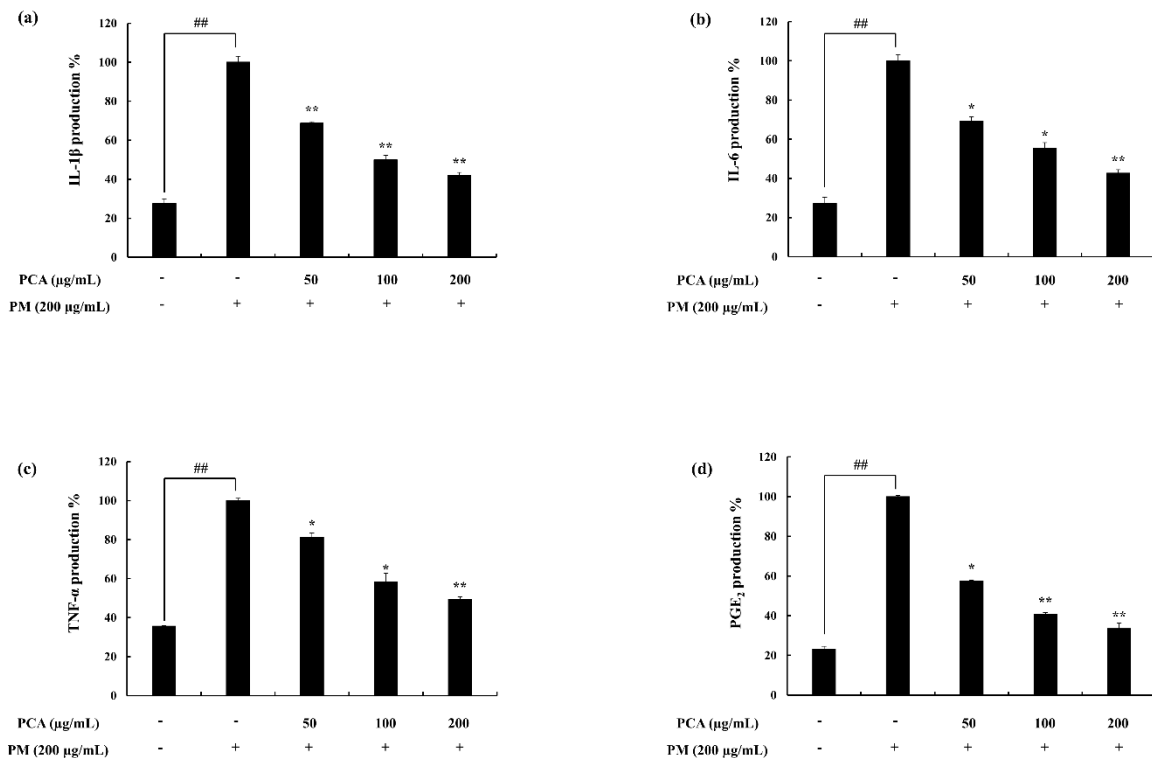 (a)
IL-1β production %
120
100
80
60
40
20
0
##
**
**
**
PCA (μg/mL) - - 50 100 200
PM (200 μg/mL) - + + + +
(b)
IL-6 production %
120
100
80
60
40
20
0
##
*
*
**
PCA (μg/mL) - - 50 100 200
PM (200 μg/mL) - + + + +
(c)
TNF-α production %
120
100
80
60
40
20
0
##
*
*
**
PCA (μg/mL) - - 50 100 200
PM (200 μg/mL) - + + + +
(d)
PGE₂ production %
120
100
80
60
40
20
0
##
*
**
**
PCA (μg/mL) - - 50 100 200
PM (200 μg/mL) - + + + +